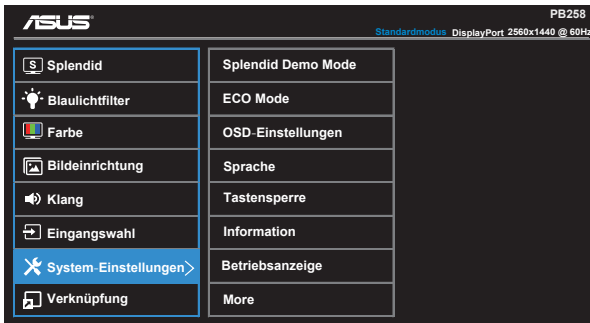 ASUS
PB258
Standardmodus DisplayPort 2560x1440 @ 60Hz
S Splendid
Blaulichtfilter
Farbe
Bildeinrichtung
Klang
Eingangswahl
System-Einstellungen
Verknüpfung
Splendid Demo Mode
ECO Mode
OSD-Einstellungen
Sprache
Tastensperre
Information
Betriebsanzeige
More